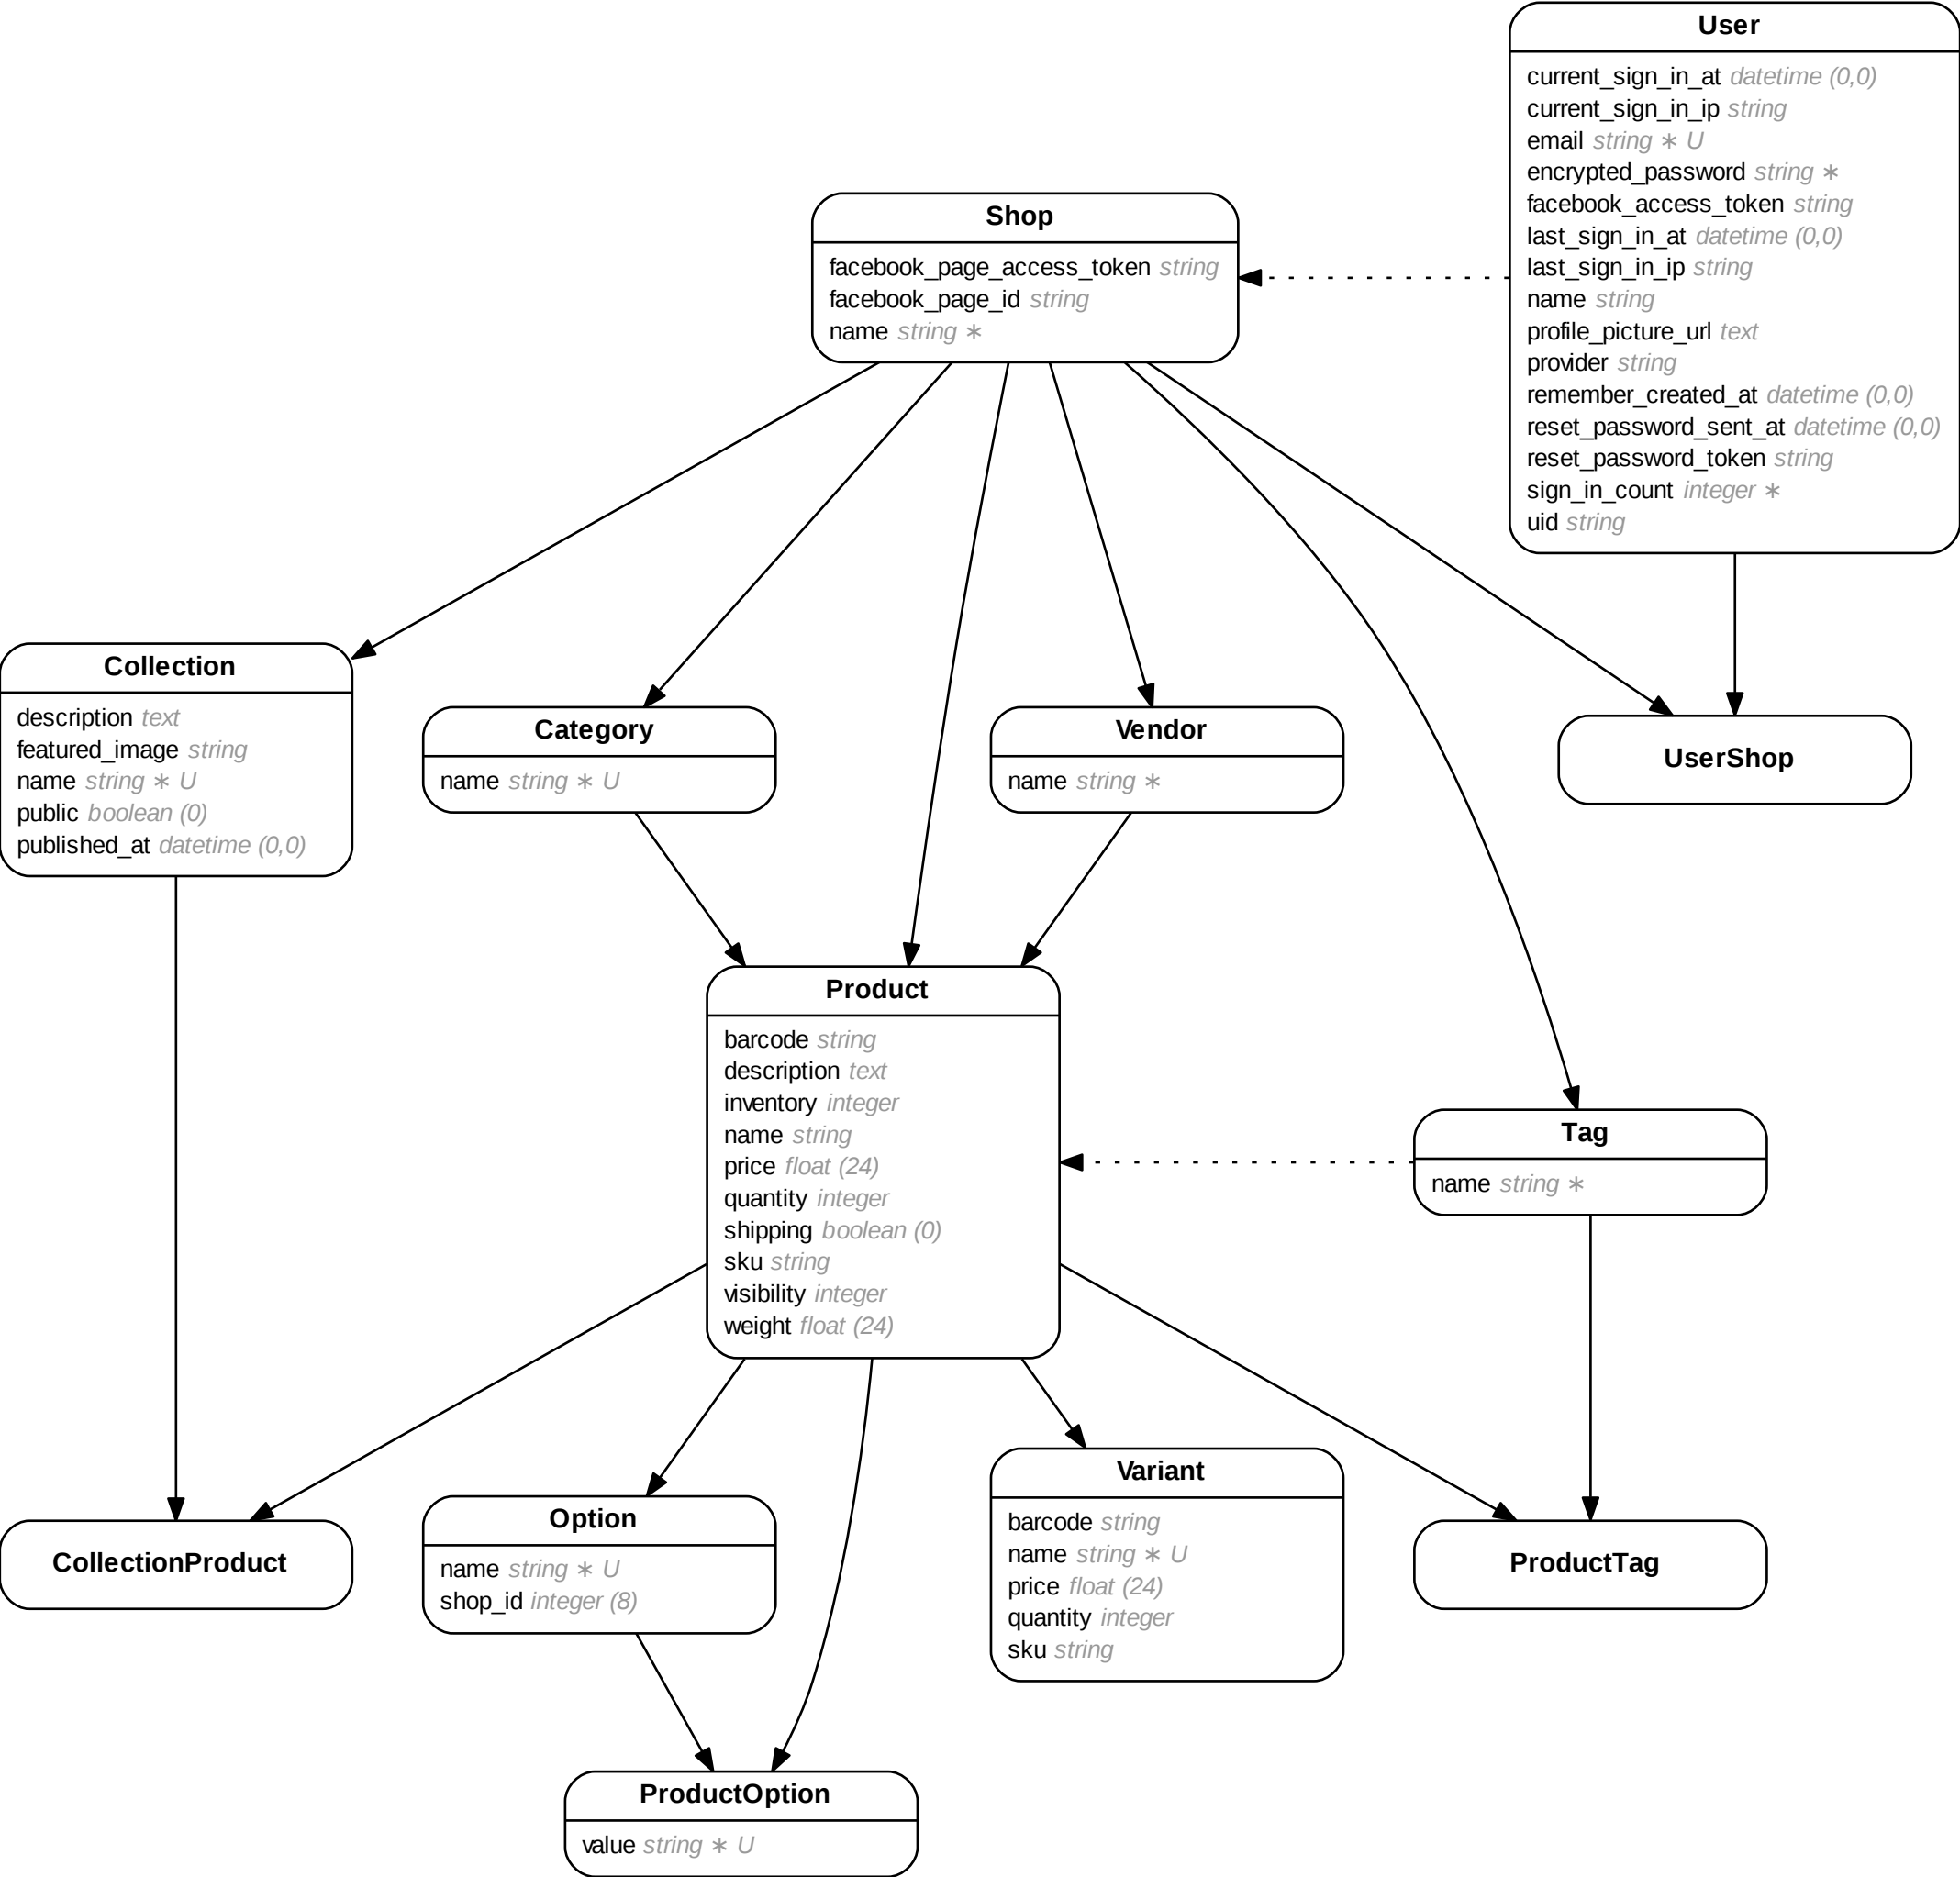 User
current_sign_in_at datetime (0,0)
current_sign_in_ip string
email string ∗ U
encrypted_password string ∗
facebook_access_token string
last_sign_in_at datetime (0,0)
last_sign_in_ip string
name string
profile_picture_url text
provider string
remember_created_at datetime (0,0)
reset_password_sent_at datetime (0,0)
reset_password_token string
sign_in_count integer ∗
uid string
Shop
facebook_page_access_token string
facebook_page_id string
name string ∗
Collection
description text
featured_image string
name string ∗ U
public boolean (0)
published_at datetime (0,0)
Category
name string ∗ U
Vendor
name string ∗
UserShop
Product
barcode string
description text
inventory integer
name string
price float (24)
quantity integer
shipping boolean (0)
sku string
visibility integer
weight float (24)
Tag
name string ∗
CollectionProduct
Option
name string ∗ U
shop_id integer (8)
Variant
barcode string
name string ∗ U
price float (24)
quantity integer
sku string
ProductTag
ProductOption
value string ∗ U